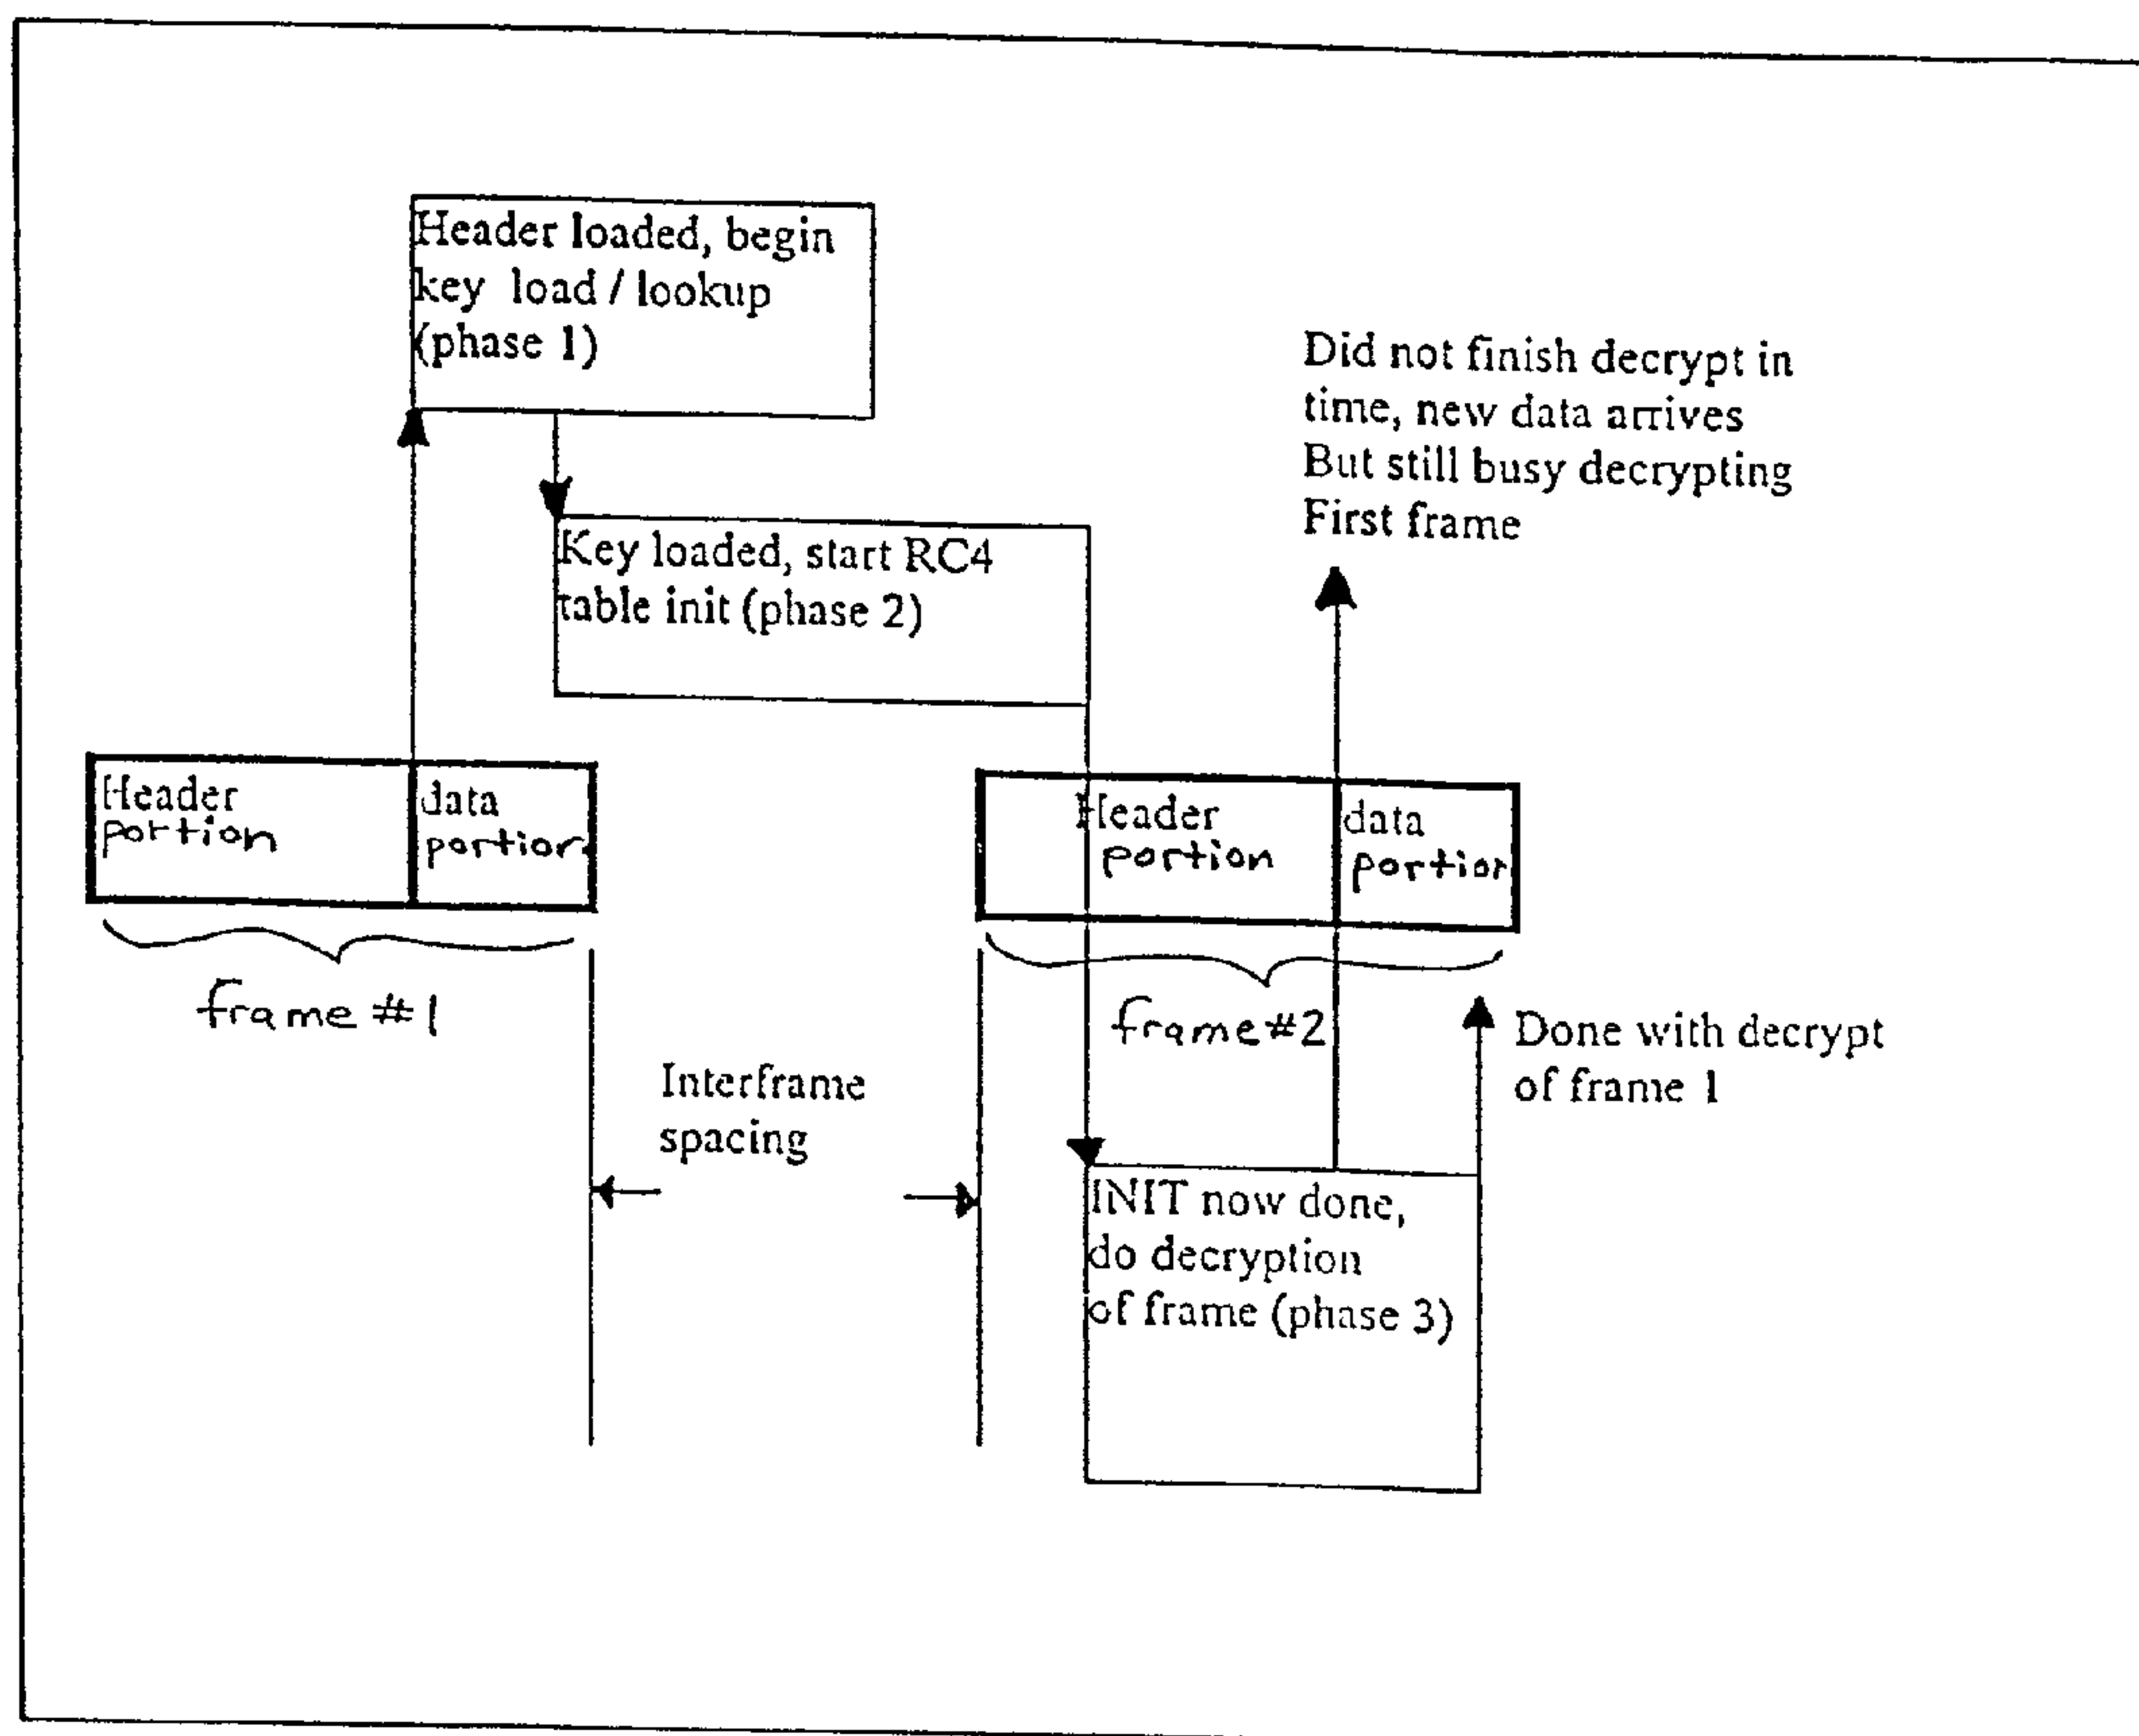 Header loaded, begin
key load / lookup
(phase 1)
Did not finish decrypt in
time, new data arrives
But still busy decrypting
First frame
Key loaded, start RC4
table init (phase 2)
Header
portion
data
portion
Header
portion
data
portion
frame #1
frame #2
Interframe
spacing
Done with decrypt
of frame 1
INIT now done,
do decryption
of frame (phase 3)